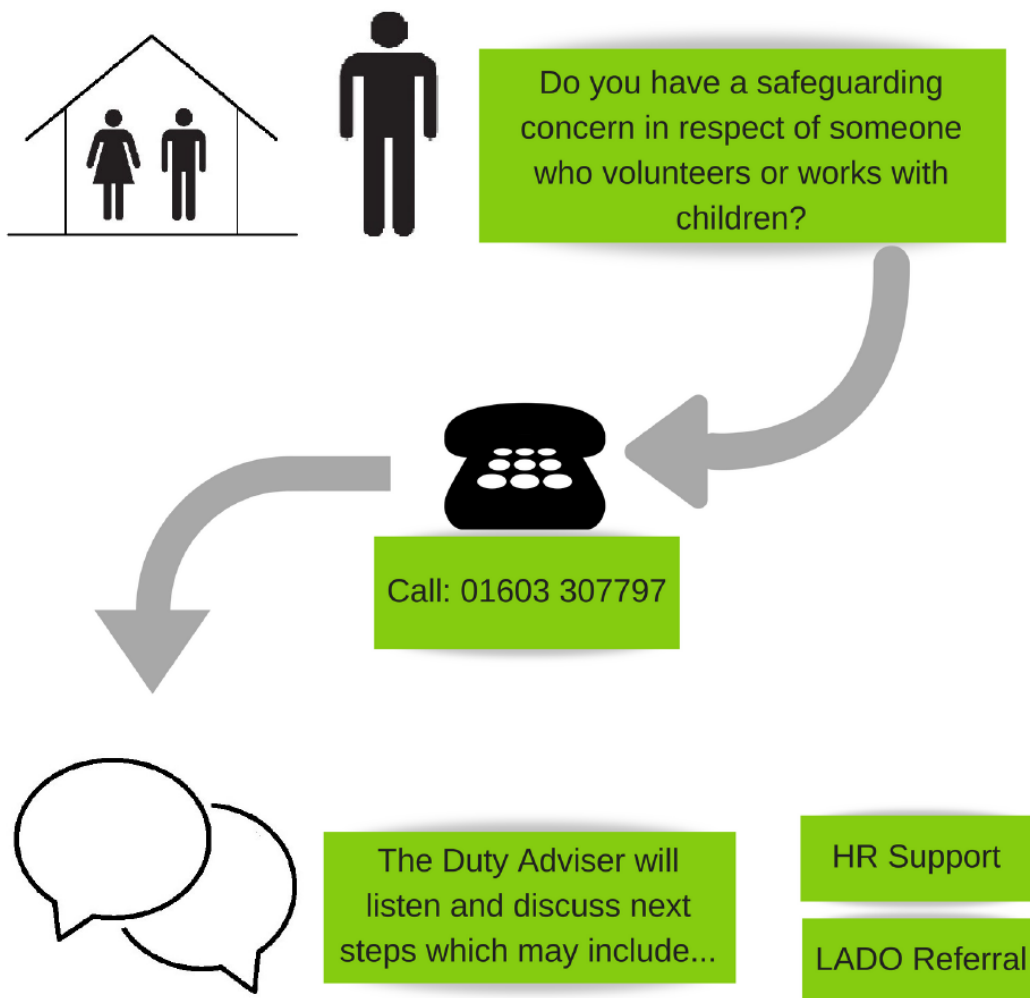 Do you have a safeguarding
concern in respect of someone
who volunteers or works with
children?
Call: 01603 307797
The Duty Adviser will
listen and discuss next
steps which may include...
HR Support
LADO Referral